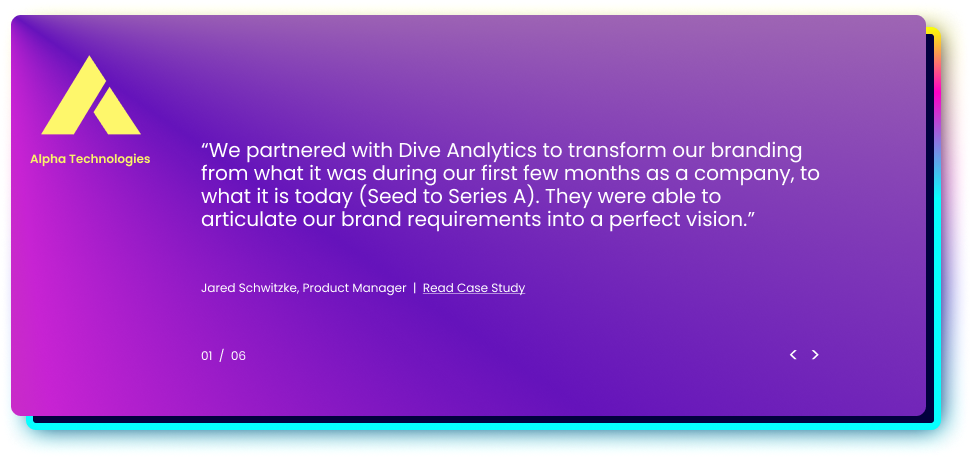 Alpha Technologies
“We partnered with Dive Analytics to transform our branding
from what it was during our first few months as a company, to
what it is today (Seed to Series A). They were able to
articulate our brand requirements into a perfect vision.”
Jared Schwitzke, Product Manager | Read Case Study
01 / 06 < >